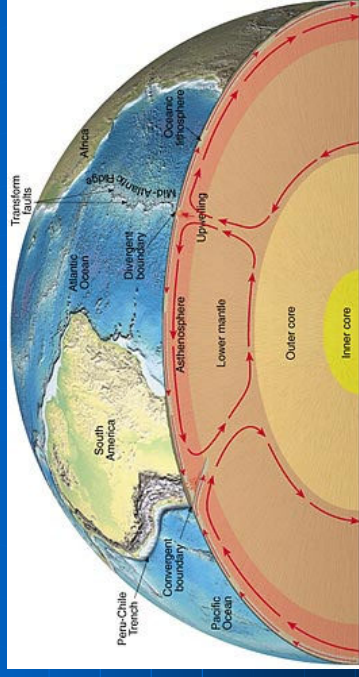 Transform
faults
Africa
Mid-Atlantic Ridge
Atlantic
Ocean
Oceanic
lithosphere
Divergent
boundary
Upwelling
South
America
Asthenosphere
Lower mantle
Outer core
Inner core
Peru-Chile
Trench
Convergent
boundary
Pacific
Ocean